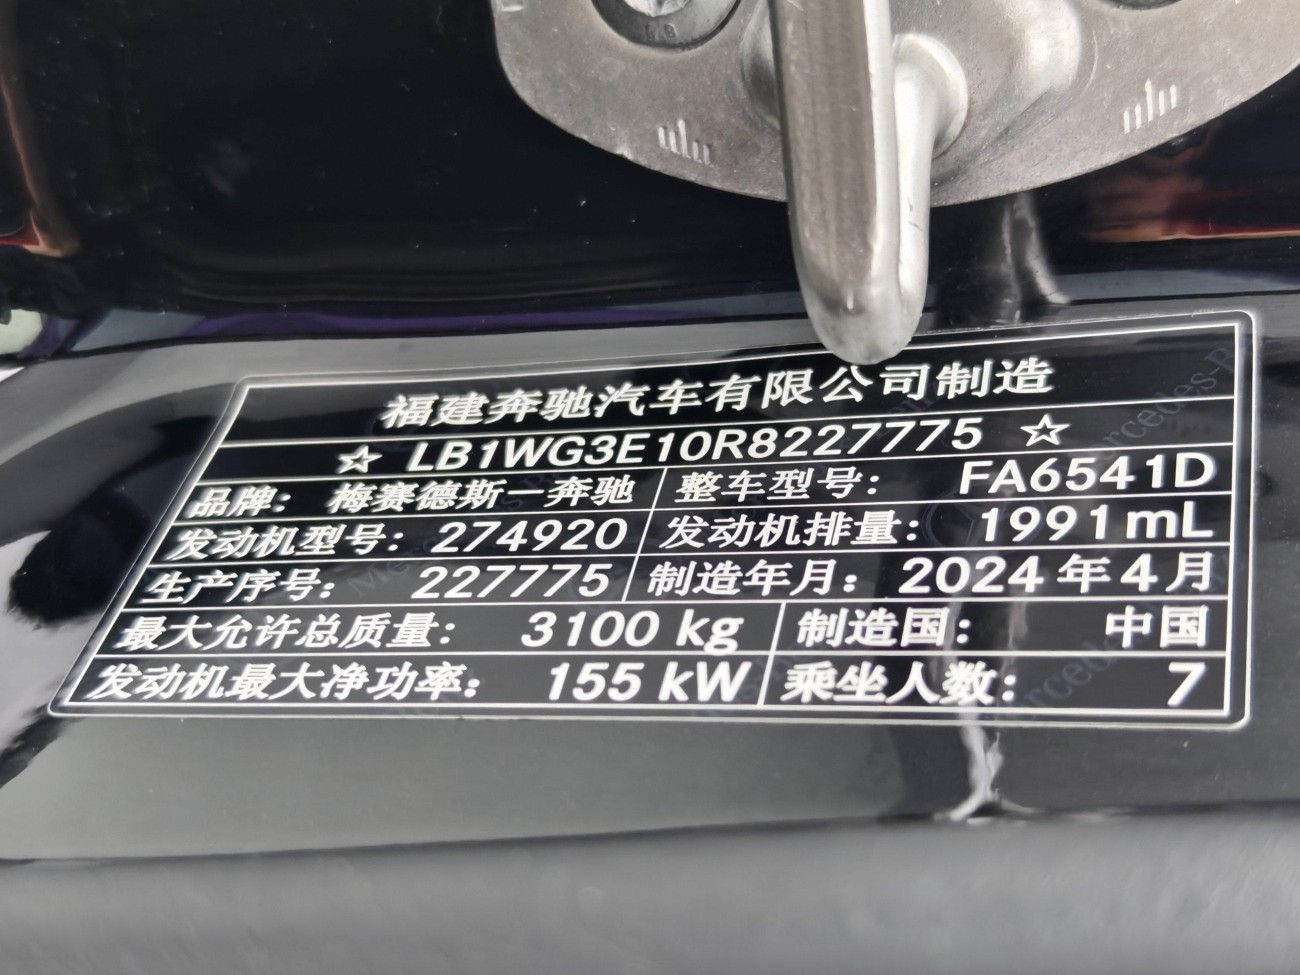 福建奔驰汽车有限公司制造
☆ LB1WG3E10R8227775 ☆
品牌： 梅赛德斯－奔驰 整车型号： FA6541D
发动机型号： 274920 发动机排量： 1991mL
生产序号： 227775 制造年月： 2024年4月
最大允许总质量： 3100 kg 制造国： 中国
发动机最大净功率： 155 kW 乘坐人数： 7